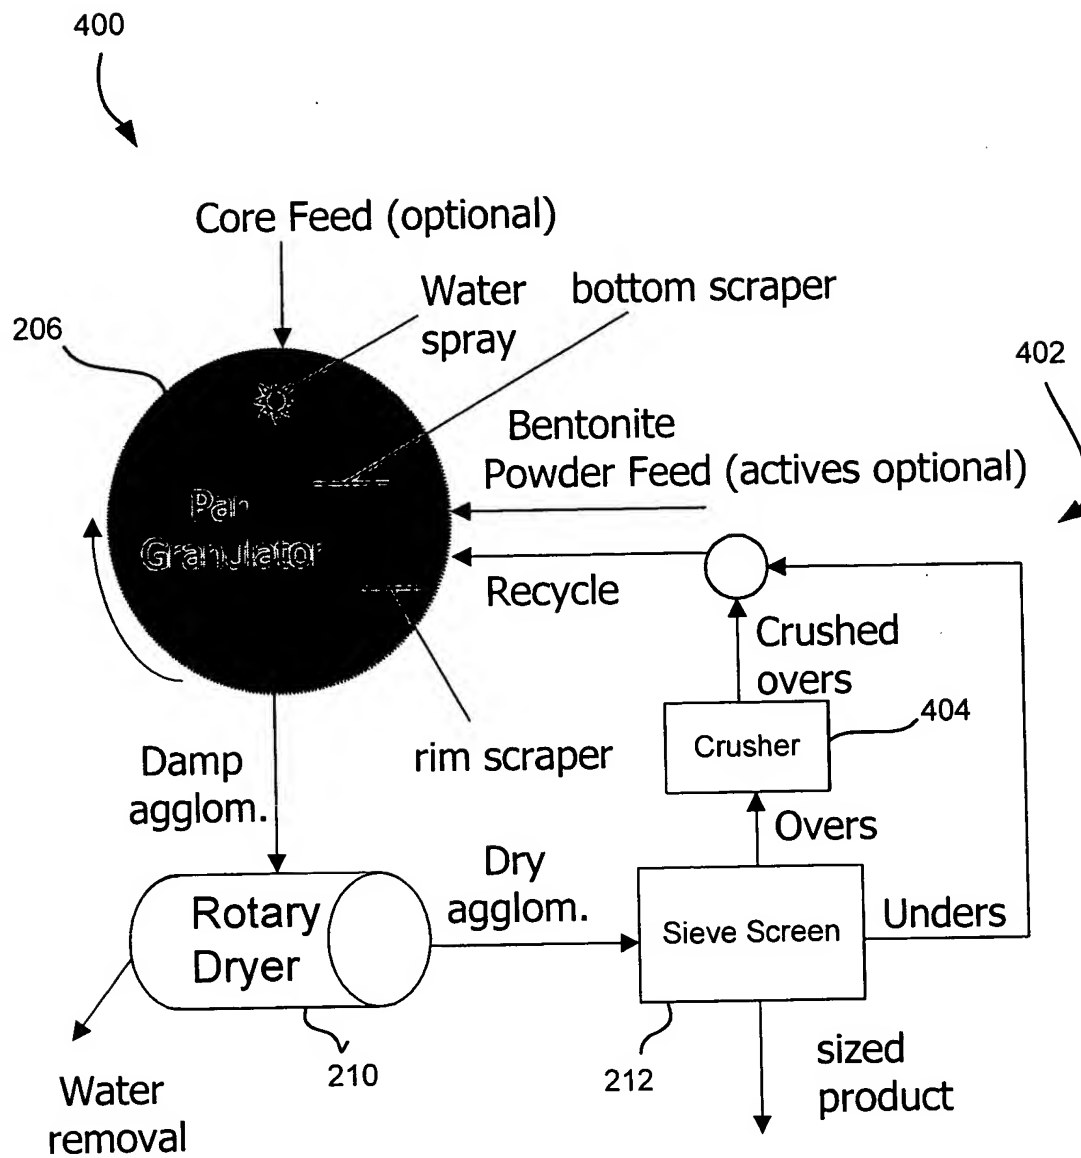 400
Core Feed (optional)
Water
spray
bottom scraper
206
402
Bentonite
Powder Feed (actives optional)
Pan
Granulator
Recycle
Crushed
overs
404
Crusher
rim scraper
Damp
agglom.
Overs
Dry
agglom.
Rotary
Dryer
Sieve Screen
Unders
210
212
sized
product
Water
removal